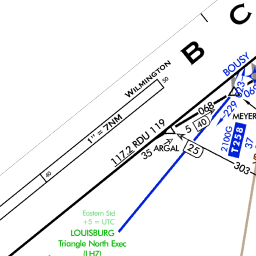 B C
WILMINGTON
50
1" = 7NM
40
BOUSY
117.2 RDU 119
068
229
MEYER
35
ARGAL
5
40
25
2100G
T258
37
303
Eastern Std
+5 = UTC
LOUISBURG
Triangle North Exec
(LHZ)